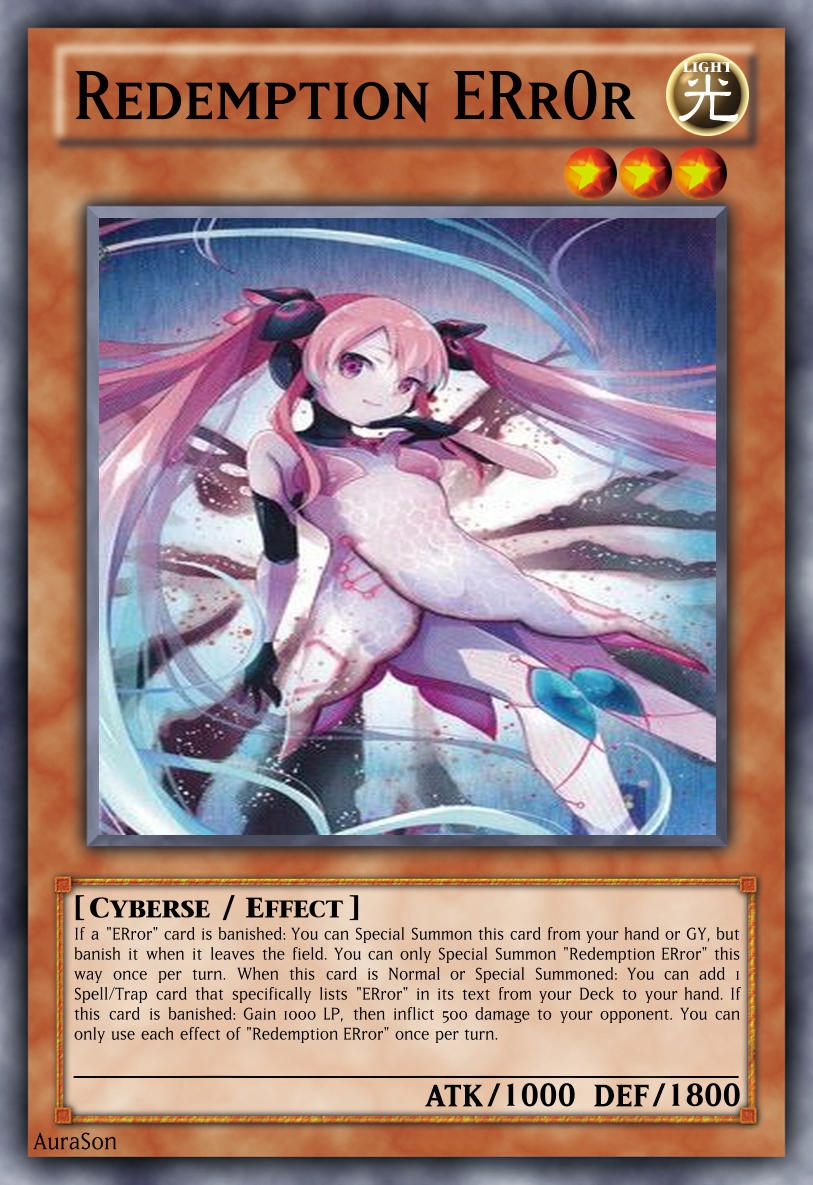 Redemption ERr0r
LIGHT
光
[ Cyberse / Effect ]
If a "ERror" card is banished: You can Special Summon this card from your hand or GY, but
banish it when it leaves the field. You can only Special Summon "Redemption ERror" this
way once per turn. When this card is Normal or Special Summoned: You can add 1
Spell/Trap card that specifically lists "ERror" in its text from your Deck to your hand. If
this card is banished: Gain 1000 LP, then inflict 500 damage to your opponent. You can
only use each effect of "Redemption ERror" once per turn.
ATK/1000 DEF/1800
AuraSon